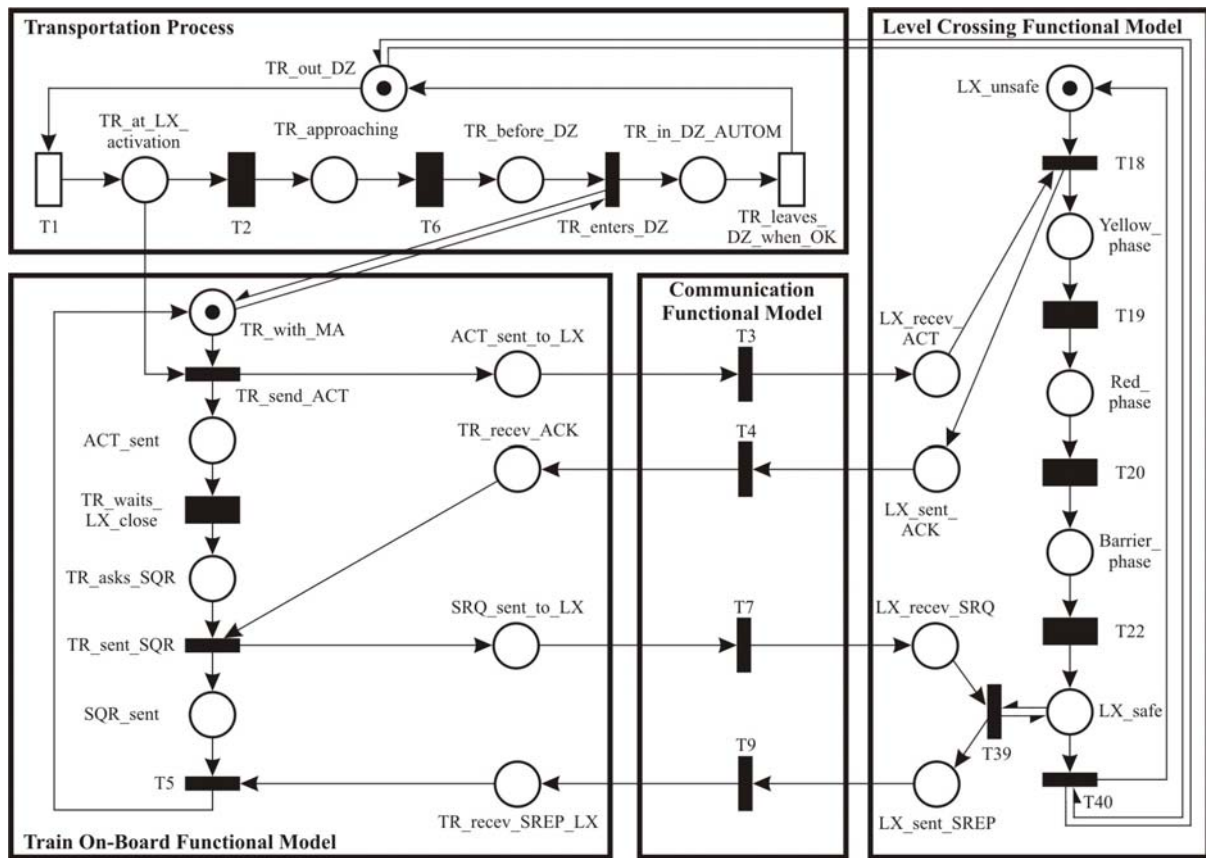 Transportation Process
Level Crossing Functional Model
TR_out_DZ
LX_unsafe
TR_at_LX_
activation
TR_approaching
TR_before_DZ
TR_in_DZ_AUTOM
T18
T1
T2
T6
TR_enters_DZ
TR_leaves_
DZ_when_OK
Yellow_
phase
Communication
Functional Model
TR_with_MA
ACT_sent_to_LX
T3
LX_recev_
ACT
T19
TR_send_ACT
Red_
phase
ACT_sent
TR_recev_ACK
T4
TR_waits_
LX_close
LX_sent_
ACK
T20
Barrier_
phase
TR_asks_SQR
SRQ_sent_to_LX
T7
LX_recev_SRQ
T22
TR_sent_SQR
SQR_sent
LX_safe
T9
T39
T5
T40
TR_recev_SREP_LX
LX_sent_SREP
Train On-Board Functional Model